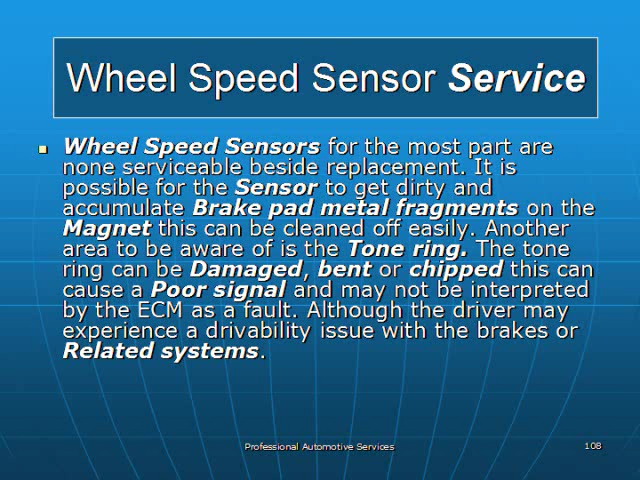 Wheel Speed Sensor Service
Wheel Speed Sensors for the most part are
none serviceable beside replacement. It is
possible for the Sensor to get dirty and
accumulate Brake pad metal fragments on the
Magnet this can be cleaned off easily. Another
area to be aware of is the Tone ring. The tone
ring can be Damaged, bent or chipped this can
cause a Poor signal and may not be interpreted
by the ECM as a fault. Although the driver may
experience a drivability issue with the brakes or
Related systems.
Professional Automotive Services
108